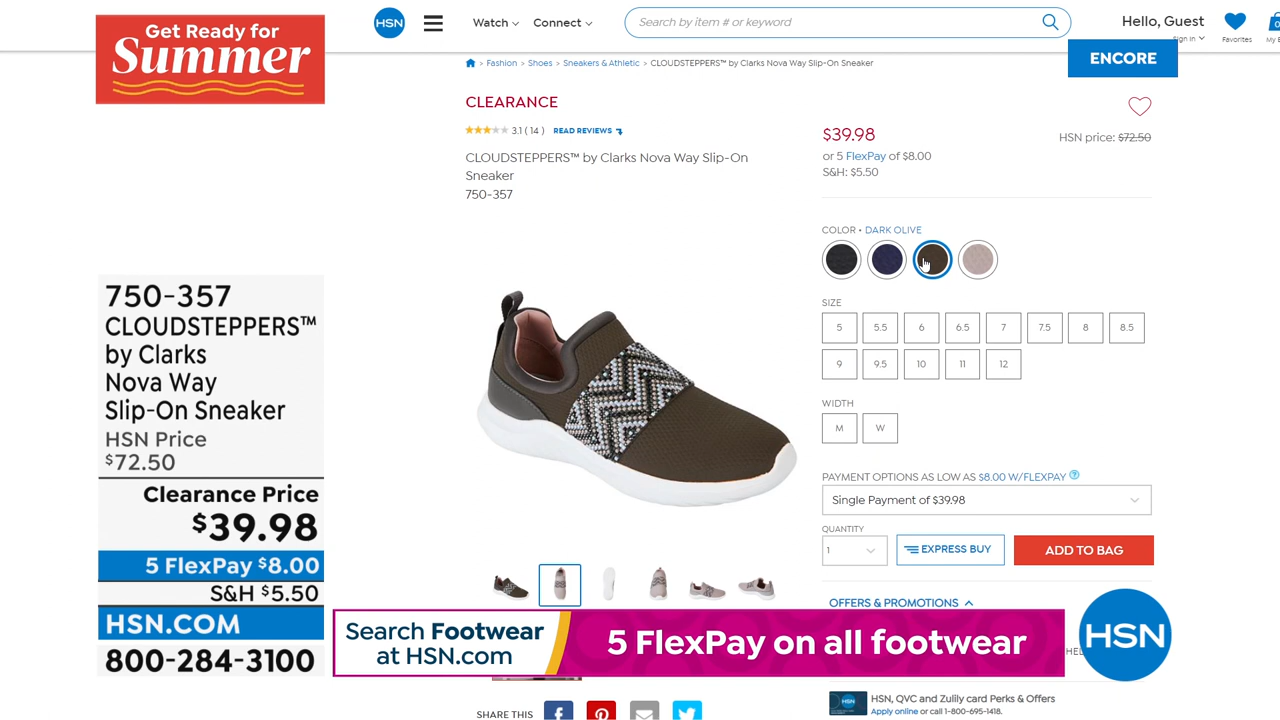 Get Ready for
Summer
HSN
Watch
Connect
Search by item # or keyword
Hello, Guest
Sign In
Favorites
0
ENCORE
> Fashion > Shoes > Sneakers & Athletic > CLOUDSTEPPERS™ by Clarks Nova Way Slip-On Sneaker
CLEARANCE
3.1 ( 14 ) READ REVIEWS
CLOUDSTEPPERS™ by Clarks Nova Way Slip-On
Sneaker
750-357
$39.98
HSN price: $72.50
or 5 FlexPay of $8.00
S&H: $5.50
COLOR • DARK OLIVE
SIZE
5 5.5 6 6.5 7 7.5 8 8.5
9 9.5 10 11 12
WIDTH
M W
PAYMENT OPTIONS AS LOW AS $8.00 W/FLEXPAY ?
Single Payment of $39.98
QUANTITY
1
EXPRESS BUY
ADD TO BAG
OFFERS & PROMOTIONS
750-357
CLOUDSTEPPERS™
by Clarks
Nova Way
Slip-On Sneaker
HSN Price
$72.50
Clearance Price
$39.98
5 FlexPay $8.00
S&H $5.50
HSN.COM
800-284-3100
Search Footwear
at HSN.com
5 FlexPay on all footwear
HSN
HSN
HSN, QVC and Zulily card Perks & Offers
Apply online or call 1-800-695-1418.
SHARE THIS